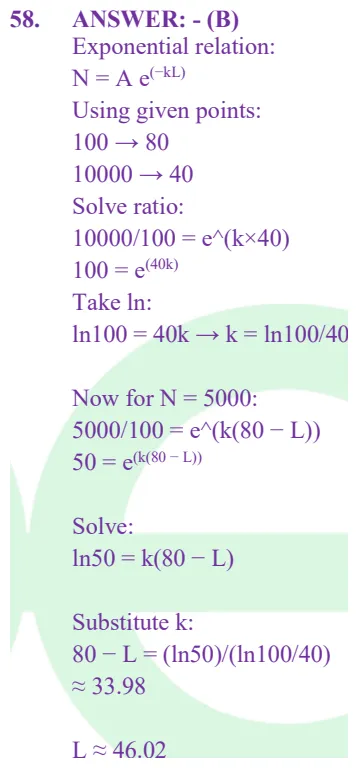 58. ANSWER: - (B)
Exponential relation:
N = A e^(−kL)
Using given points:
100 → 80
10000 → 40
Solve ratio:
10000/100 = e^(k×40)
100 = e^(40k)
Take ln:
ln100 = 40k → k = ln100/40
Now for N = 5000:
5000/100 = e^(k(80 − L))
50 = e^(k(80 − L))
Solve:
ln50 = k(80 − L)
Substitute k:
80 − L = (ln50)/(ln100/40)
≈ 33.98
L ≈ 46.02